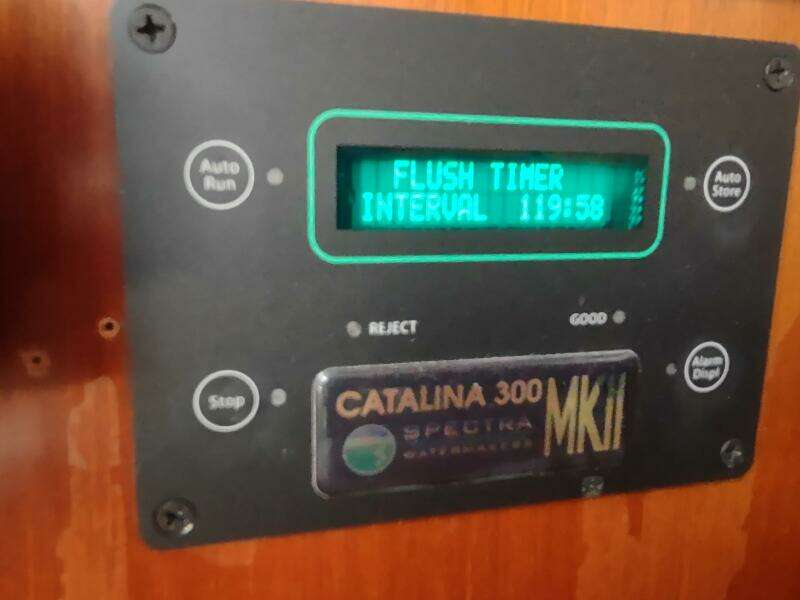 FLUSH TIMER
INTERVAL 119:58
Auto
Run
Auto
Store
REJECT
GOOD
Stop
Alarm
Displ
CATALINA 300
MKII
SPECTRA
WATERMAKERS